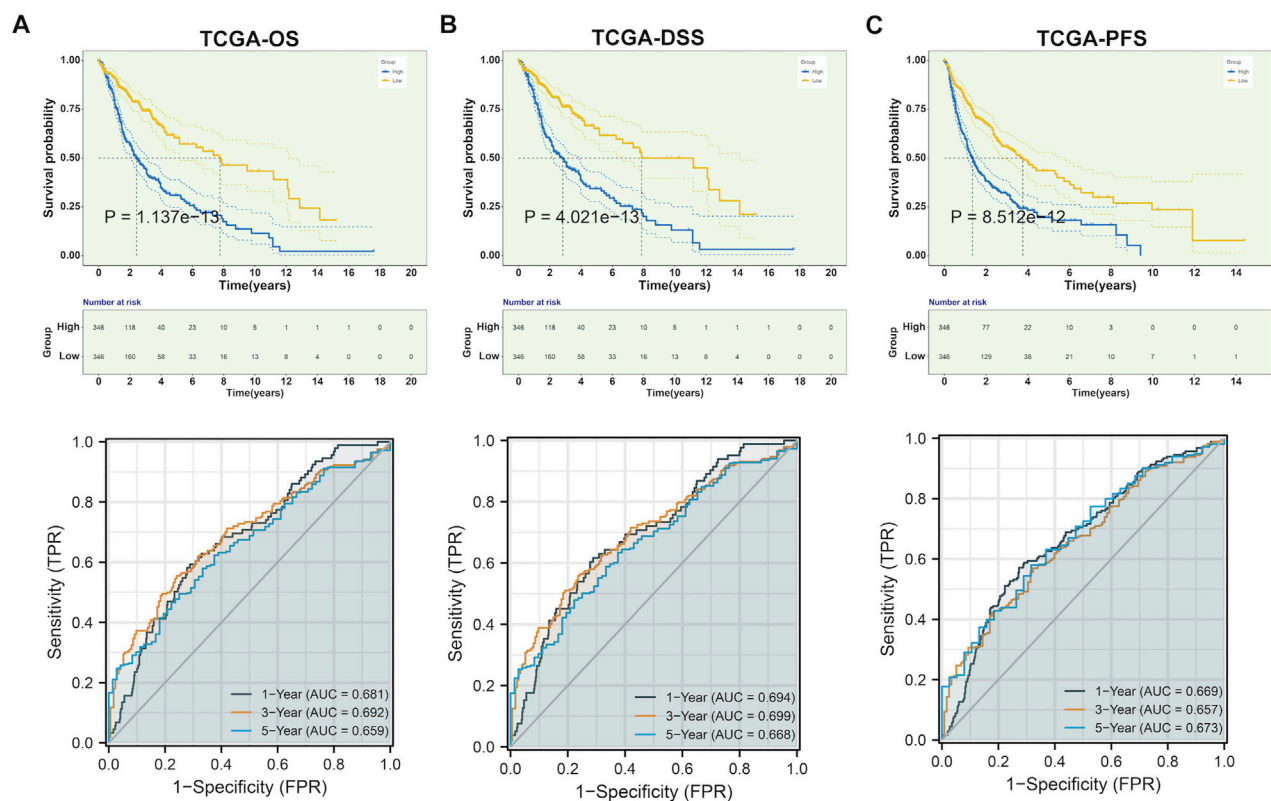 A
TCGA-OS
Survival probability
1.00
0.75
0.50
0.25
0.00
Group
High
Low
P = 1.137e−13
0 2 4 6 8 10 12 14 16 18 20
Time(years)
Number at risk
Group
High 346 118 40 23 10 5 1 1 1 0 0
Low 346 160 58 33 16 13 8 4 0 0 0
0 2 4 6 8 10 12 14 16 18 20
Time(years)
Sensitivity (TPR)
1.0
0.8
0.6
0.4
0.2
0.0
1−Year (AUC = 0.681)
3−Year (AUC = 0.692)
5−Year (AUC = 0.659)
0.0 0.2 0.4 0.6 0.8 1.0
1−Specificity (FPR)
B
TCGA-DSS
Survival probability
1.00
0.75
0.50
0.25
0.00
Group
High
Low
P = 4.021e−13
0 2 4 6 8 10 12 14 16 18 20
Time(years)
Number at risk
Group
High 346 118 40 23 10 5 1 1 1 0 0
Low 346 160 58 33 16 13 8 4 0 0 0
0 2 4 6 8 10 12 14 16 18 20
Time(years)
Sensitivity (TPR)
1.0
0.8
0.6
0.4
0.2
0.0
1−Year (AUC = 0.694)
3−Year (AUC = 0.699)
5−Year (AUC = 0.668)
0.0 0.2 0.4 0.6 0.8 1.0
1−Specificity (FPR)
C
TCGA-PFS
Survival probability
1.00
0.75
0.50
0.25
0.00
Group
High
Low
P = 8.512e−12
0 2 4 6 8 10 12 14
Time(years)
Number at risk
Group
High 346 77 22 10 3 0 0 0
Low 346 129 38 21 10 7 1 1
0 2 4 6 8 10 12 14
Time(years)
Sensitivity (TPR)
1.0
0.8
0.6
0.4
0.2
0.0
1−Year (AUC = 0.669)
3−Year (AUC = 0.657)
5−Year (AUC = 0.673)
0.0 0.2 0.4 0.6 0.8 1.0
1−Specificity (FPR)